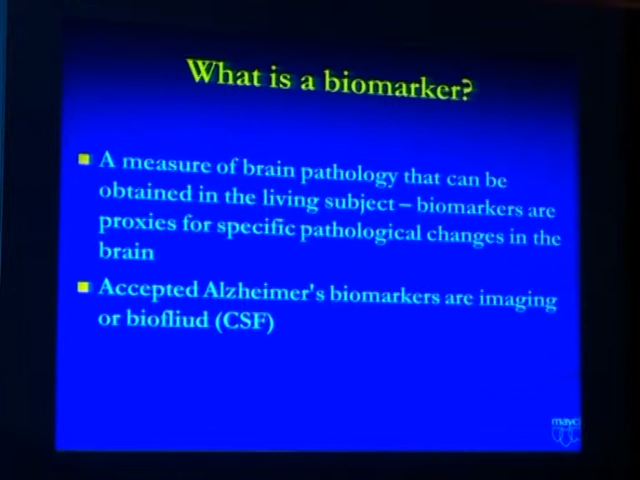 What is a biomarker?
A measure of brain pathology that can be
obtained in the living subject – biomarkers are
proxies for specific pathological changes in the
brain
Accepted Alzheimer's biomarkers are imaging
or biofliud (CSF)
mayo